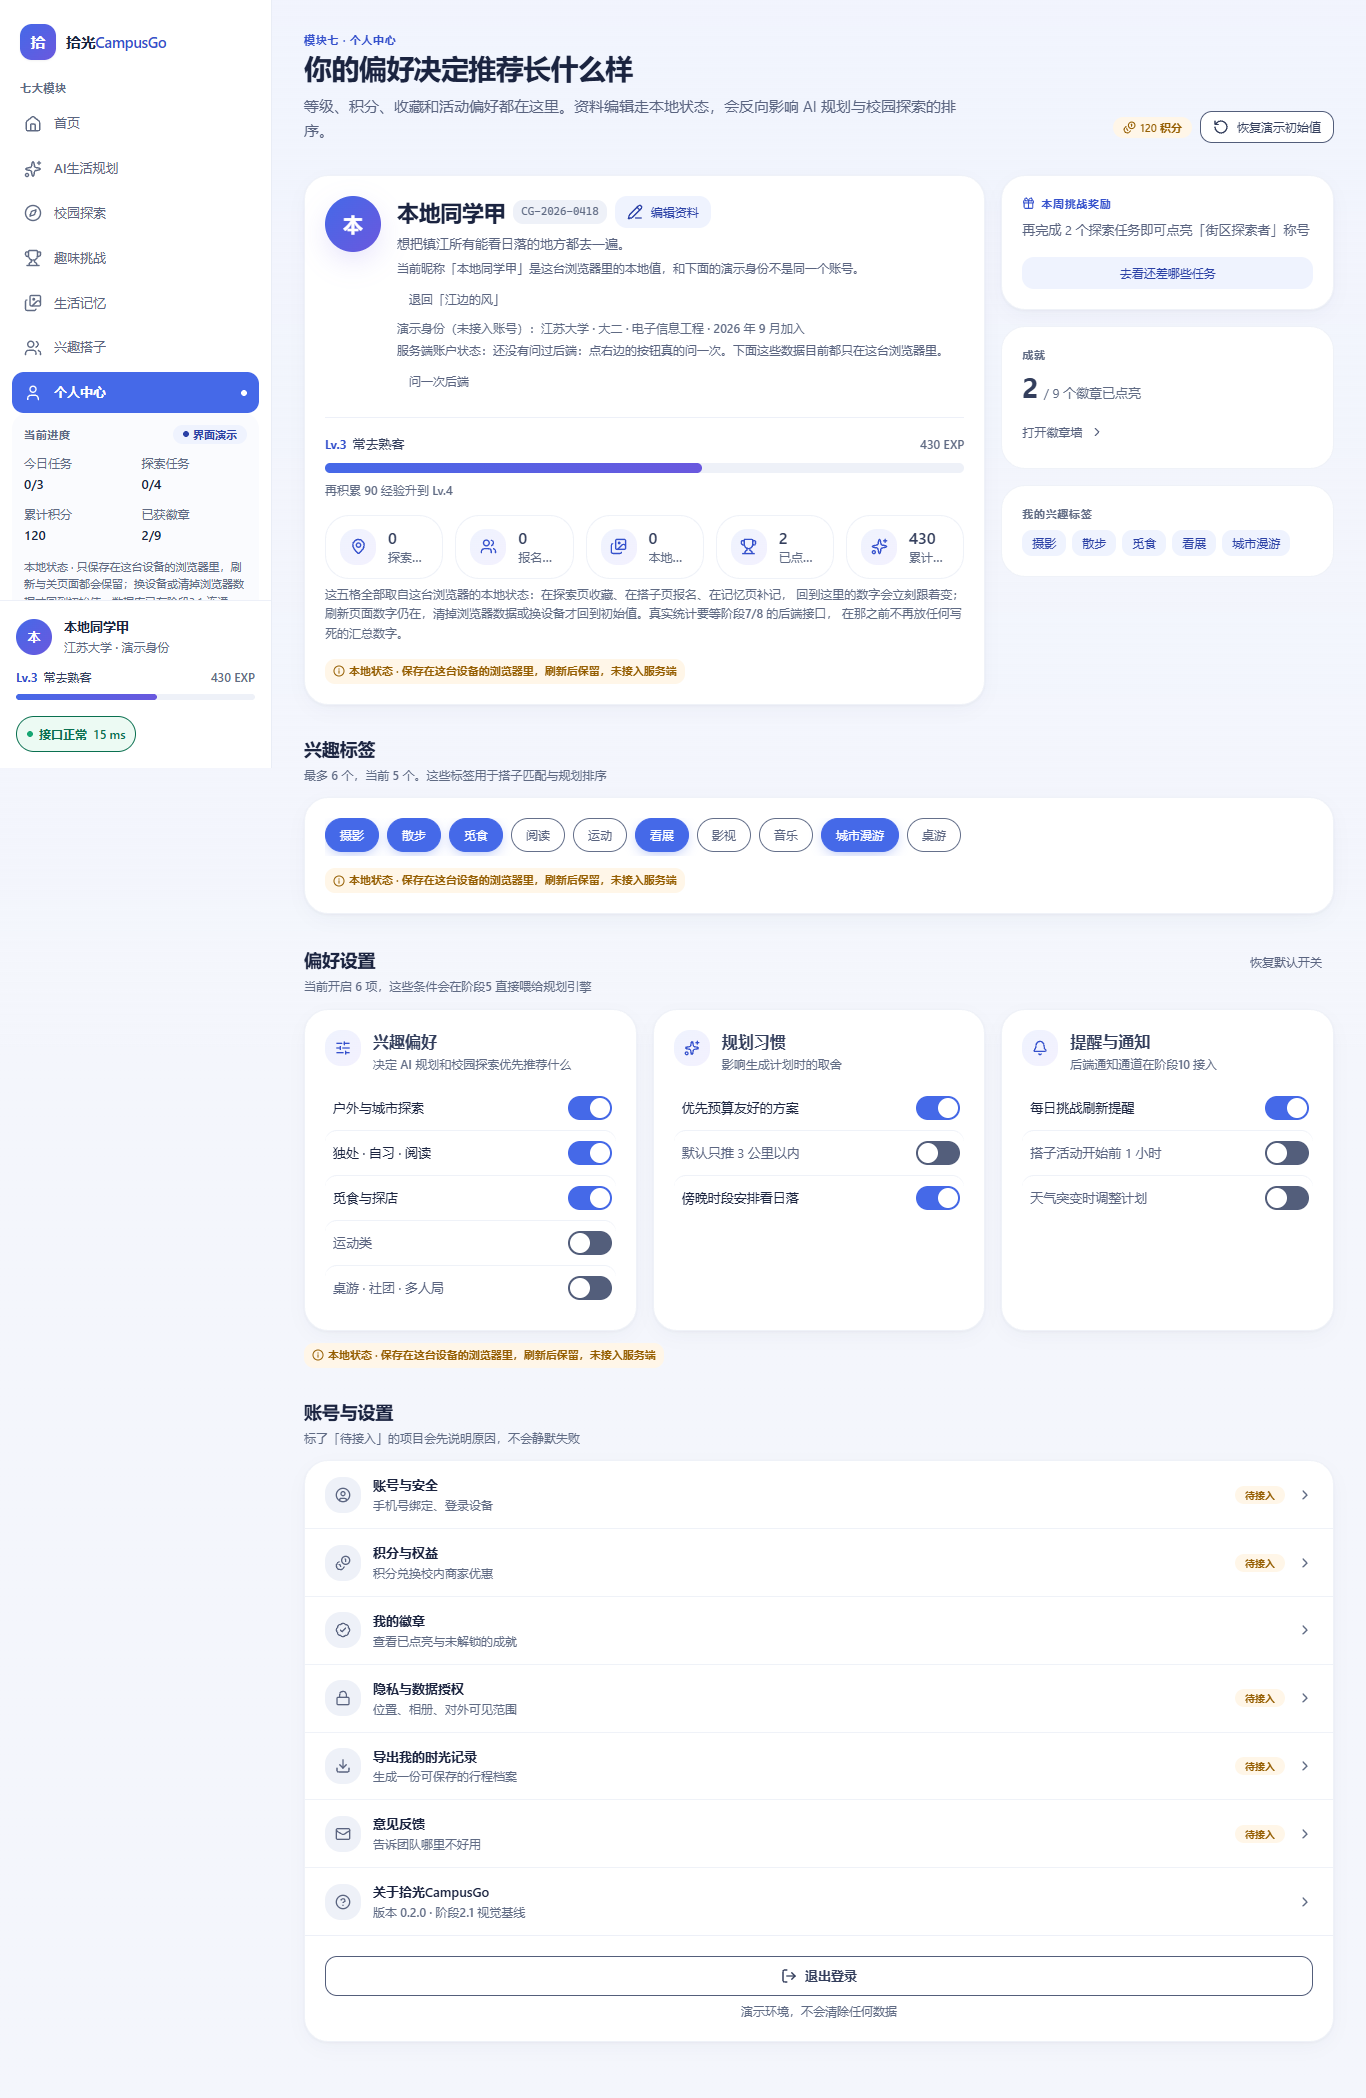 拾
拾光CampusGo
七大模块
首页
AI生活规划
校园探索
趣味挑战
生活记忆
兴趣搭子
个人中心
当前进度
界面演示
今日任务
探索任务
0/3
0/4
累计积分
已获徽章
120
2/9
本地状态 · 只保存在这台设备的浏览器里，刷
新与关页面都会保留；换设备或清掉浏览器数
本
本地同学甲
江苏大学 · 演示身份
Lv.3 常去熟客
430 EXP
接口正常 15 ms
模块七 · 个人中心
你的偏好决定推荐长什么样
等级、积分、收藏和活动偏好都在这里。资料编辑走本地状态，会反向影响 AI 规划与校园探索的排
序。
120 积分
恢复演示初始值
本
本地同学甲
CG-2026-0418
编辑资料
想把镇江所有能看日落的地方都去一遍。
当前昵称「本地同学甲」是这台浏览器里的本地值，和下面的演示身份不是同一个账号。
退回「江边的风」
演示身份（未接入账号）：江苏大学 · 大二 · 电子信息工程 · 2026 年 9 月加入
服务端账户状态：还没有问过后端：点右边的按钮真的问一次。下面这些数据目前都只在这台浏览器里。
问一次后端
Lv.3 常去熟客
430 EXP
再积累 90 经验升到 Lv.4
0
探索...
0
报名...
0
本地...
2
已点...
430
累计...
这五格全部取自这台浏览器的本地状态：在探索页收藏、在搭子页报名、在记忆页补记， 回到这里的数字会立刻跟着变；
刷新页面数字仍在，清掉浏览器数据或换设备才回到初始值。真实统计要等阶段7/8 的后端接口， 在那之前不再放任何写
死的汇总数字。
本地状态 · 保存在这台设备的浏览器里，刷新后保留，未接入服务端
本周挑战奖励
再完成 2 个探索任务即可点亮「街区探索者」称号
去看还差哪些任务
成就
2 / 9 个徽章已点亮
打开徽章墙
我的兴趣标签
摄影
散步
觅食
看展
城市漫游
兴趣标签
最多 6 个，当前 5 个。这些标签用于搭子匹配与规划排序
摄影
散步
觅食
阅读
运动
看展
影视
音乐
城市漫游
桌游
本地状态 · 保存在这台设备的浏览器里，刷新后保留，未接入服务端
偏好设置
当前开启 6 项，这些条件会在阶段5 直接喂给规划引擎
恢复默认开关
兴趣偏好
决定 AI 规划和校园探索优先推荐什么
户外与城市探索
独处 · 自习 · 阅读
觅食与探店
运动类
桌游 · 社团 · 多人局
规划习惯
影响生成计划时的取舍
优先预算友好的方案
默认只推 3 公里以内
傍晚时段安排看日落
提醒与通知
后端通知通道在阶段10 接入
每日挑战刷新提醒
搭子活动开始前 1 小时
天气突变时调整计划
本地状态 · 保存在这台设备的浏览器里，刷新后保留，未接入服务端
账号与设置
标了「待接入」的项目会先说明原因，不会静默失败
账号与安全
手机号绑定、登录设备
待接入
积分与权益
积分兑换校内商家优惠
待接入
我的徽章
查看已点亮与未解锁的成就
隐私与数据授权
位置、相册、对外可见范围
待接入
导出我的时光记录
生成一份可保存的行程档案
待接入
意见反馈
告诉团队哪里不好用
待接入
关于拾光CampusGo
版本 0.2.0 · 阶段2.1 视觉基线
退出登录
演示环境，不会清除任何数据